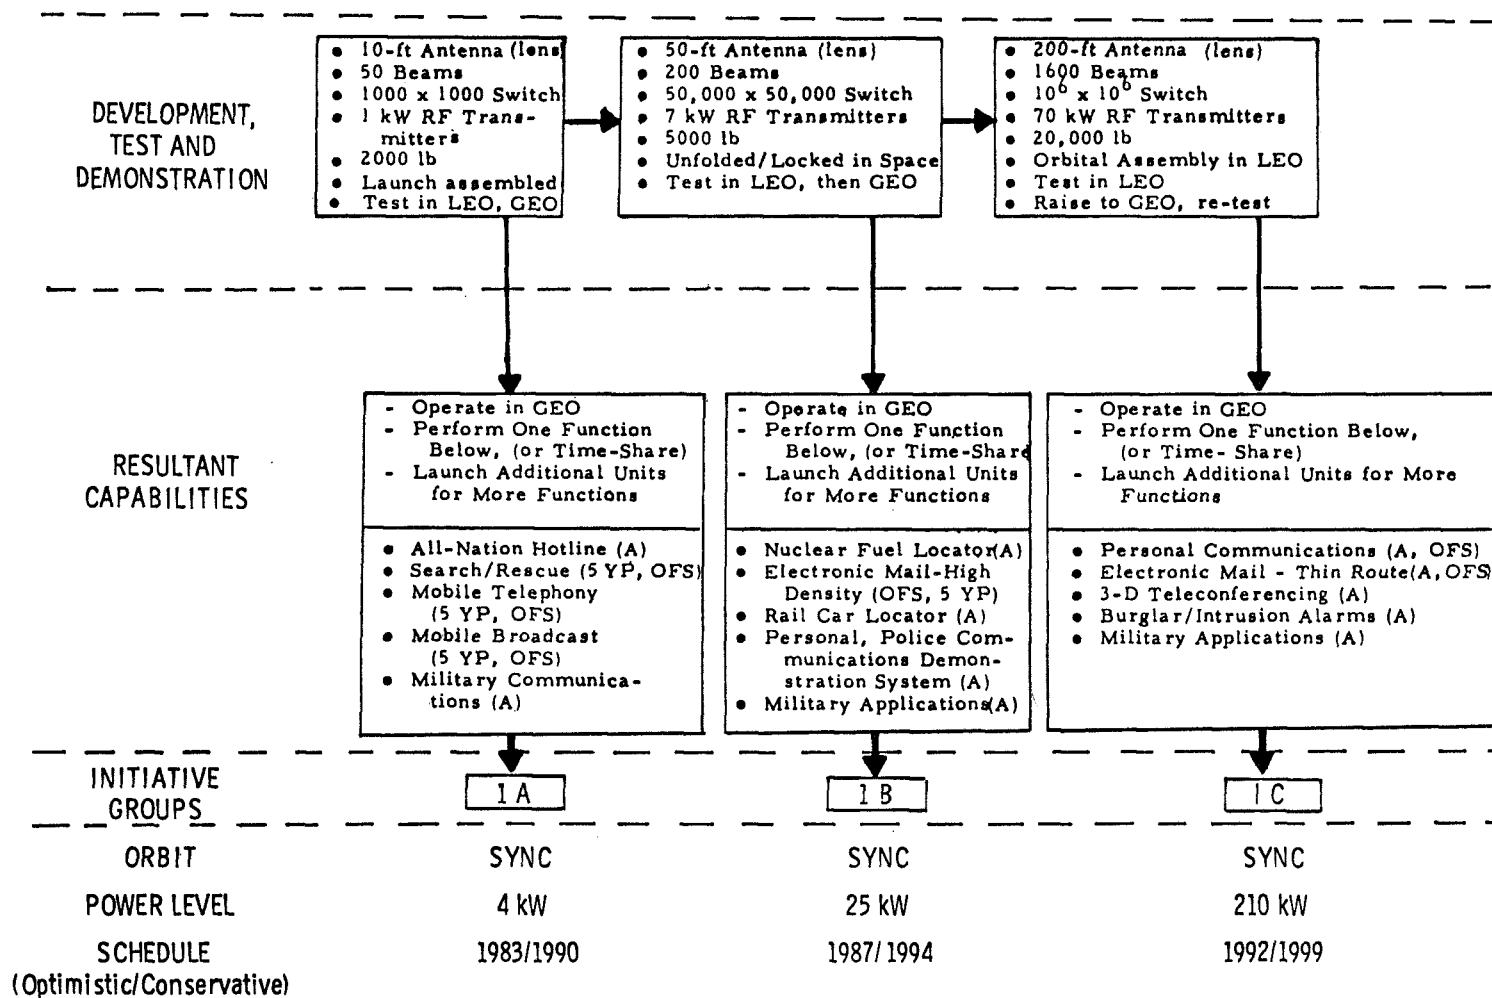 DEVELOPMENT,
TEST AND
DEMONSTRATION
• 10-ft Antenna (lens)
• 50 Beams
• 1000 x 1000 Switch
• 1 kW RF Trans-
mitters
• 2000 lb
• Launch assembled
• Test in LEO, GEO
• 50-ft Antenna (lens)
• 200 Beams
• 50,000 x 50,000 Switch
• 7 kW RF Transmitters
• 5000 lb
• Unfolded/Locked in Space
• Test in LEO, then GEO
• 200-ft Antenna (lens)
• 1600 Beams
• 10⁶ x 10⁶ Switch
• 70 kW RF Transmitters
• 20,000 lb
• Orbital Assembly in LEO
• Test in LEO
• Raise to GEO, re-test
RESULTANT
CAPABILITIES
- Operate in GEO
- Perform One Function
Below, (or Time-Share)
- Launch Additional Units
for More Functions
• All-Nation Hotline (A)
• Search/Rescue (5 YP, OFS)
• Mobile Telephony
(5 YP, OFS)
• Mobile Broadcast
(5 YP, OFS)
• Military Communica-
tions (A)
- Operate in GEO
- Perform One Function
Below, (or Time-Share
- Launch Additional Units
for More Functions
• Nuclear Fuel Locator(A)
• Electronic Mail-High
Density (OFS, 5 YP)
• Rail Car Locator (A)
• Personal, Police Com-
munications Demon-
stration System (A)
• Military Applications(A)
- Operate in GEO
- Perform One Function Below,
(or Time- Share)
- Launch Additional Units for More
Functions
• Personal Communications (A, OFS)
• Electronic Mail - Thin Route(A, OFS)
• 3-D Teleconferencing (A)
• Burglar/Intrusion Alarms (A)
• Military Applications (A)
INITIATIVE
GROUPS
1 A
1 B
1 C
ORBIT
SYNC
SYNC
SYNC
POWER LEVEL
4 kW
25 kW
210 kW
SCHEDULE
(Optimistic/Conservative)
1983/1990
1987/1994
1992/1999